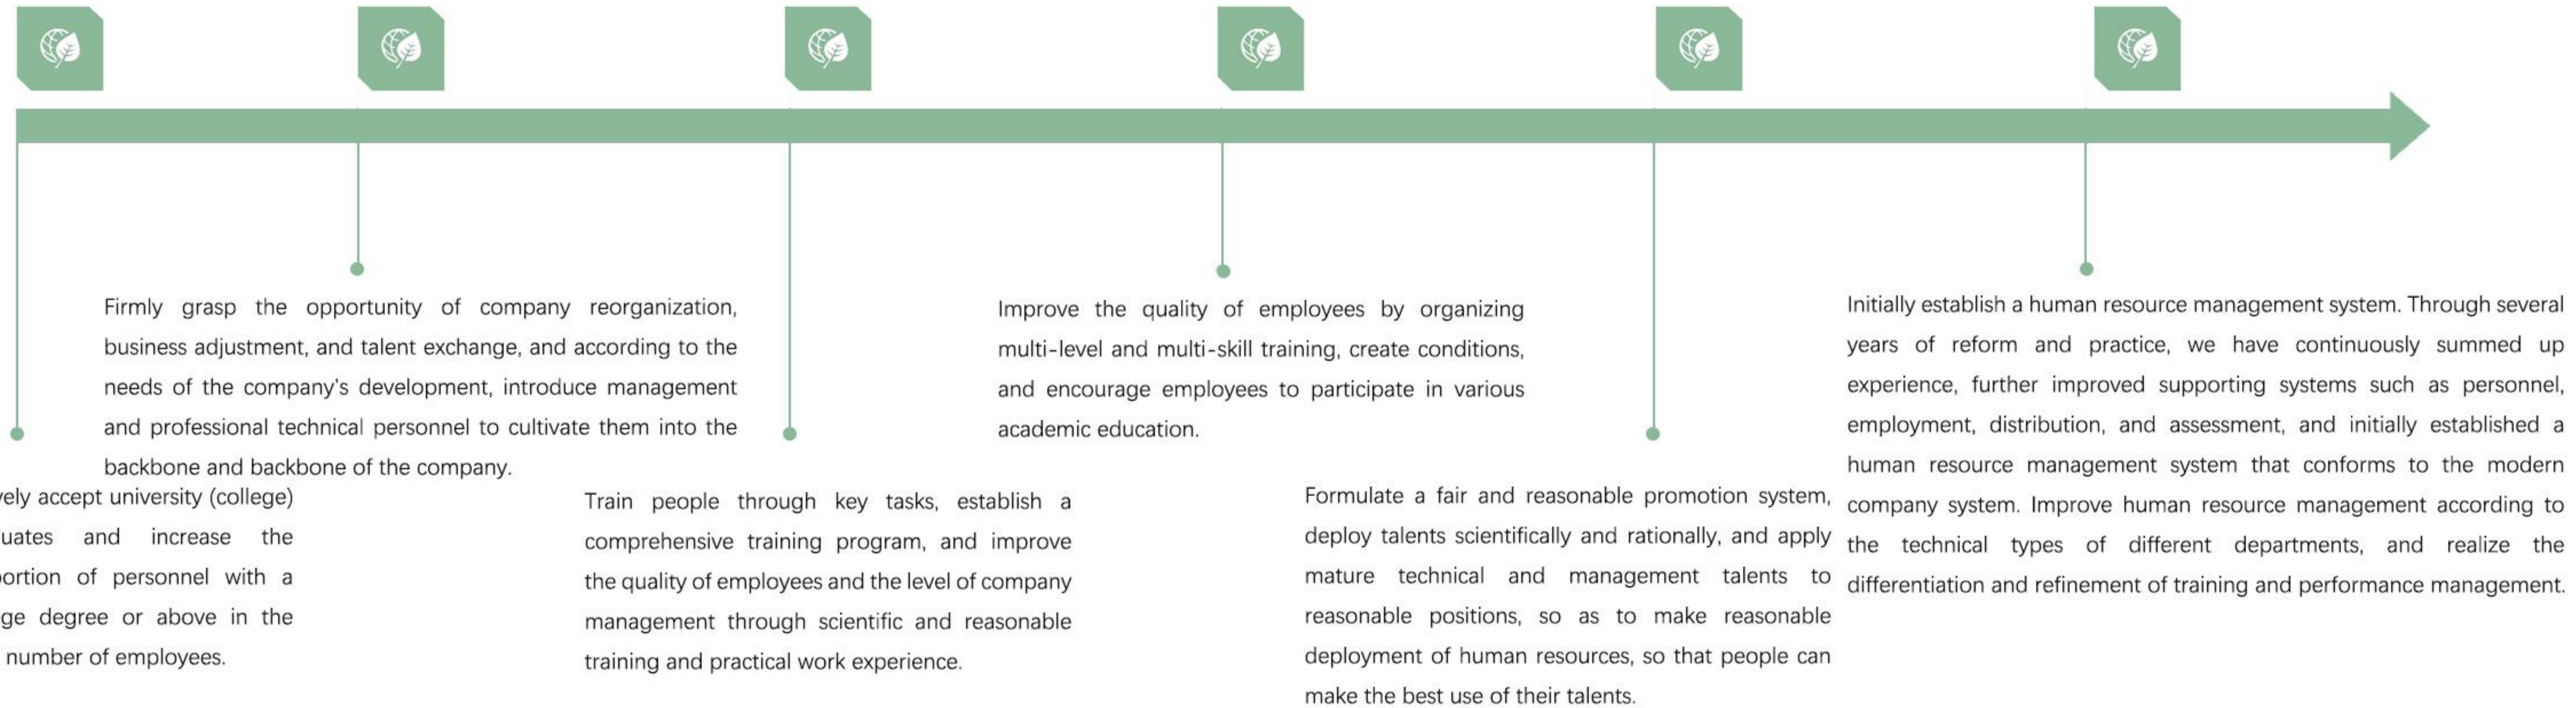 Firmly grasp the opportunity of company reorganization,
business adjustment, and talent exchange, and according to the
needs of the company's development, introduce management
and professional technical personnel to cultivate them into the
backbone and backbone of the company.
accept university (college)
and increase the
of personnel with a
degree or above in the
number of employees.
Train people through key tasks, establish a
comprehensive training program, and improve
the quality of employees and the level of company
management through scientific and reasonable
training and practical work experience.
Improve the quality of employees by organizing
multi-level and multi-skill training, create conditions,
and encourage employees to participate in various
academic education.
Formulate a fair and reasonable promotion system,
deploy talents scientifically and rationally, and apply
mature technical and management talents to
reasonable positions, so as to make reasonable
deployment of human resources, so that people can
make the best use of their talents.
Initially establish a human resource management system. Through several
years of reform and practice, we have continuously summed up
experience, further improved supporting systems such as personnel,
employment, distribution, and assessment, and initially established a
human resource management system that conforms to the modern
company system. Improve human resource management according to
the technical types of different departments, and realize the
differentiation and refinement of training and performance management.